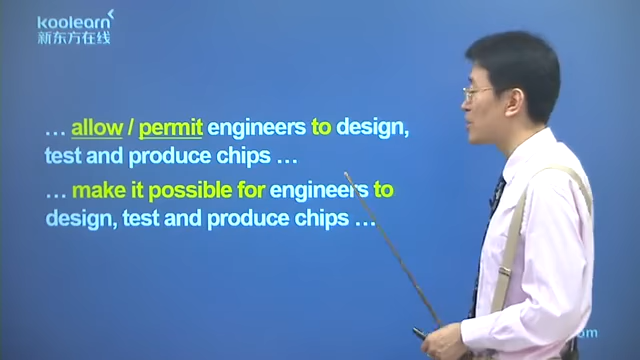 koolearn
新东方在线
... allow / permit engineers to design,
test and produce chips ...
... make it possible for engineers to
design, test and produce chips ...
om